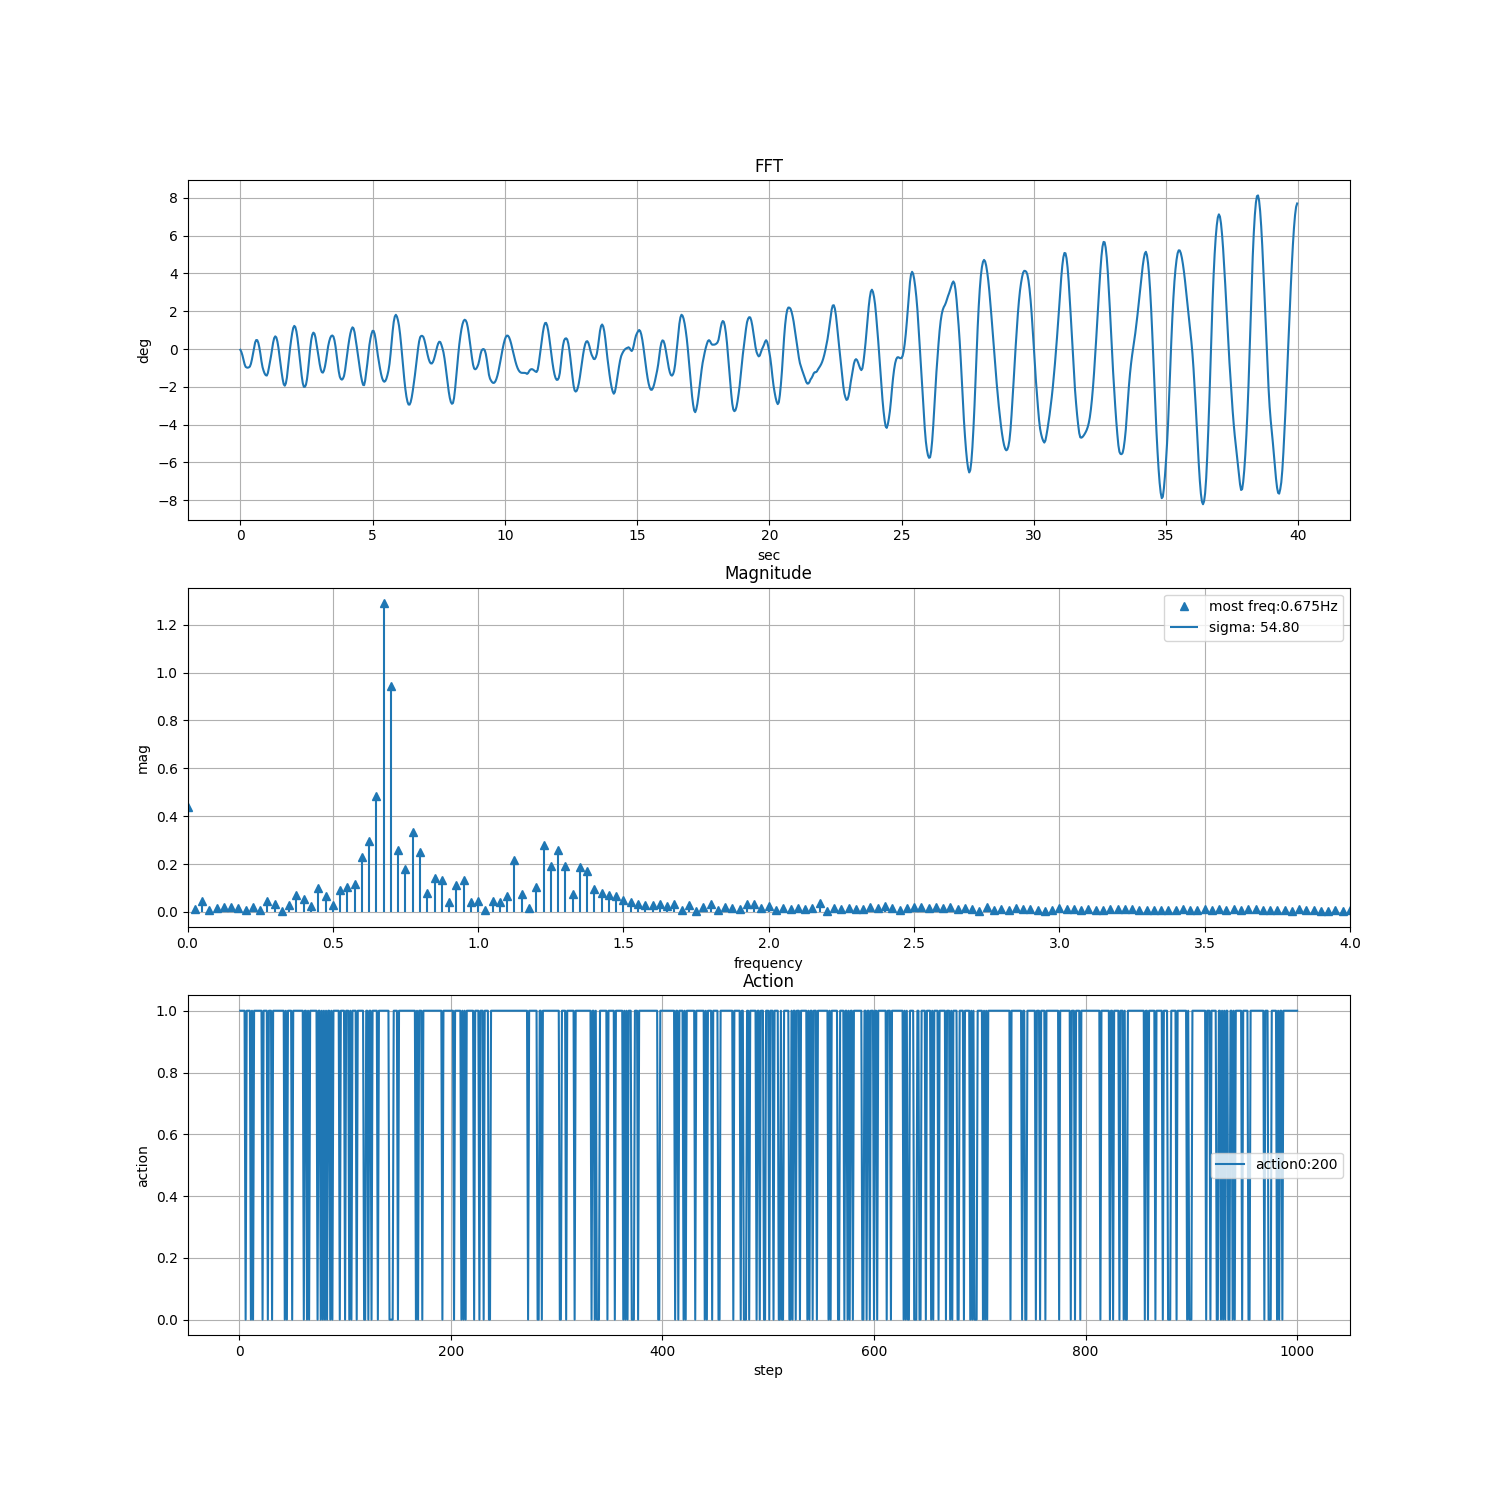 FFT
8
6
4
2
0
−2
−4
−6
−8
deg
0 5 10 15 20 25 30 35 40
sec
Magnitude
most freq:0.675Hz
sigma: 54.80
1.2
1.0
0.8
0.6
0.4
0.2
0.0
mag
0.0 0.5 1.0 1.5 2.0 2.5 3.0 3.5 4.0
frequency
Action
1.0
0.8
0.6
0.4
0.2
0.0
action
action0:200
0 200 400 600 800 1000
step